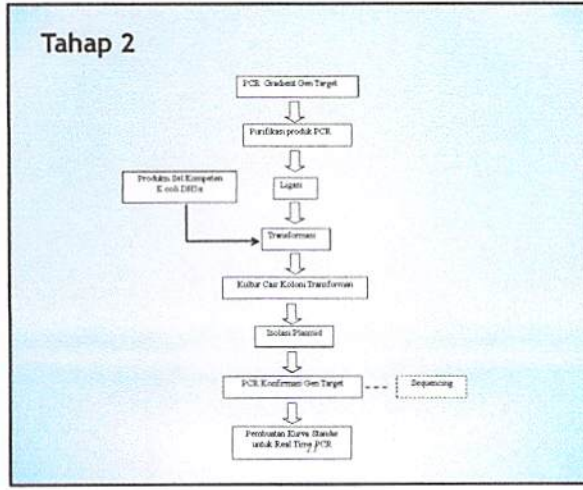 Tahap 2
PCR Gradient Gen Target
Purifikasi produk PCR
Produksi Sel Kompeten
E. coli DH5α
Ligasi
Transformasi
Kultur Cair Koloni Transforman
Isolasi Plasmid
PCR Konfirmasi Gen Target
Sequencing
Pembuatan Kurva Standar
untuk Real Time PCR